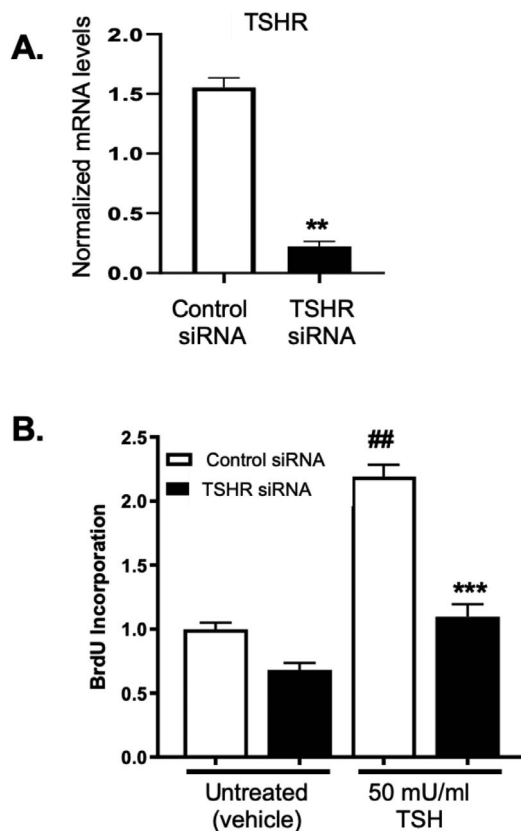 A.
TSHR
Normalized mRNA levels
2.0
1.5
1.0
0.5
0.0
**
Control
siRNA
TSHR
siRNA
B.
BrdU Incorporation
2.5
2.0
1.5
1.0
0.5
0.0
Control siRNA
TSHR siRNA
##
***
Untreated
(vehicle)
50 mU/ml
TSH